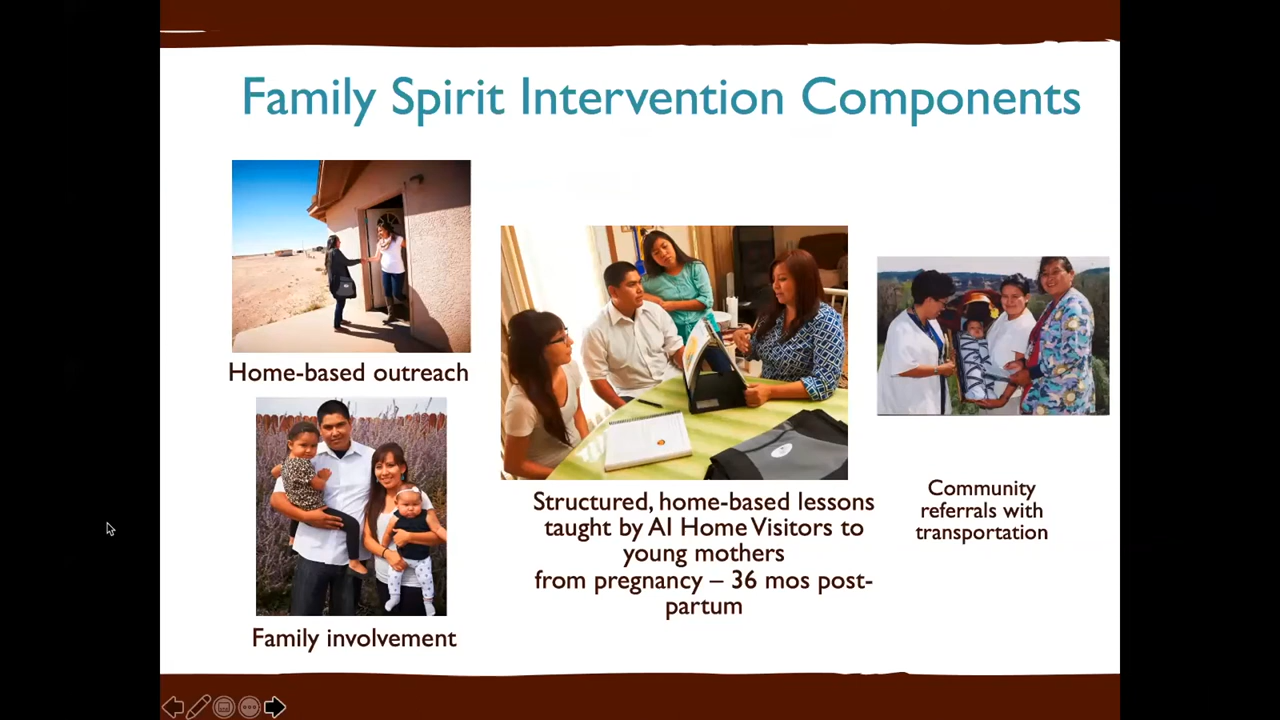 Family Spirit Intervention Components
Home-based outreach
Family involvement
Structured, home-based lessons
taught by AI Home Visitors to
young mothers
from pregnancy – 36 mos post-
partum
Community
referrals with
transportation